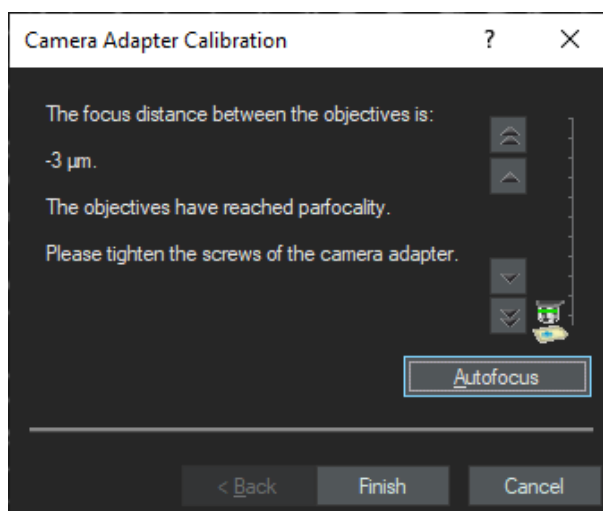 Camera Adapter Calibration
?
The focus distance between the objectives is:
-3 µm.
The objectives have reached parfocality.
Please tighten the screws of the camera adapter.
Autofocus
< Back
Finish
Cancel